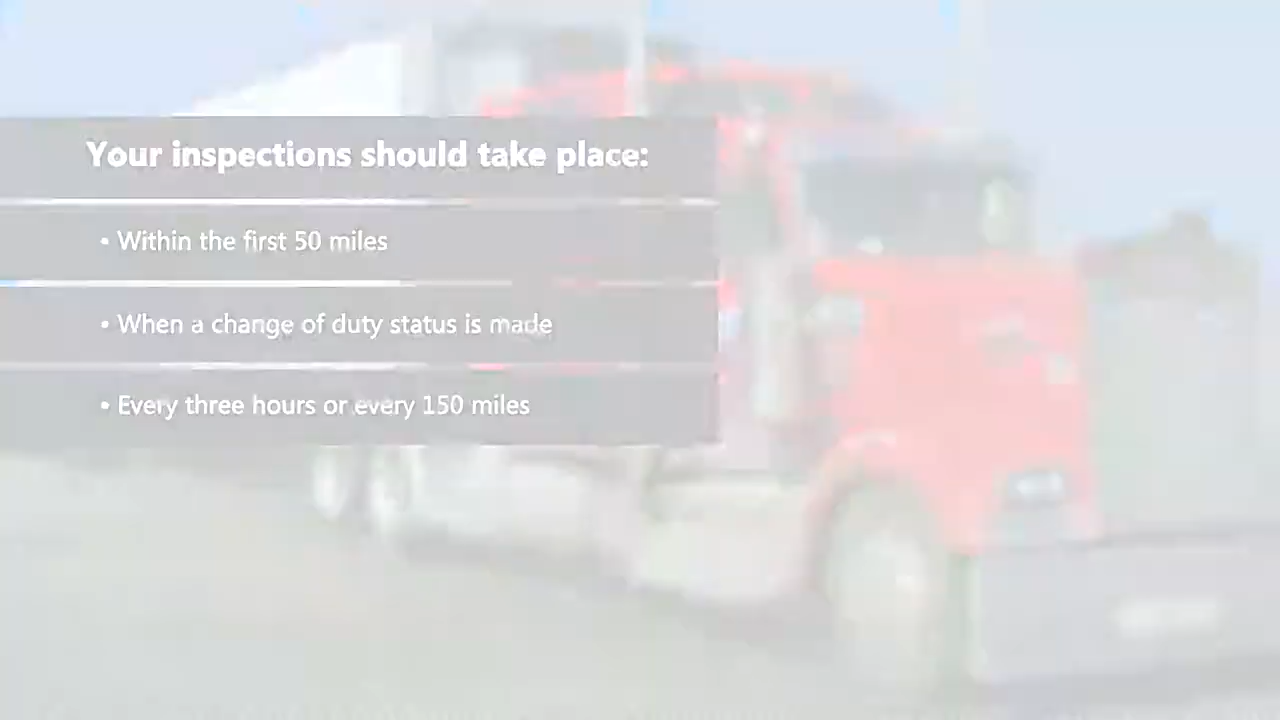 Your inspections should take place:
• Within the first 50 miles
• When a change of duty status is made
• Every three hours or every 150 miles